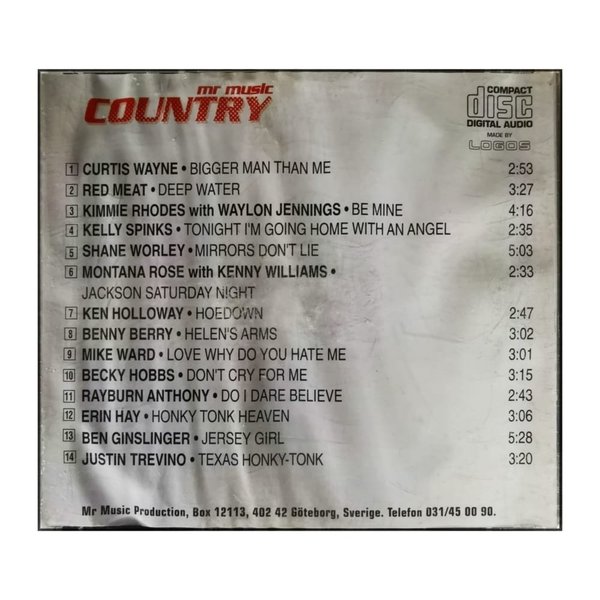 mr music
COUNTRY
COMPACT
disc
DIGITAL AUDIO
MADE BY
LOGOS
1 CURTIS WAYNE • BIGGER MAN THAN ME 2:53
2 RED MEAT • DEEP WATER 3:27
3 KIMMIE RHODES with WAYLON JENNINGS • BE MINE 4:16
4 KELLY SPINKS • TONIGHT I'M GOING HOME WITH AN ANGEL 2:35
5 SHANE WORLEY • MIRRORS DON'T LIE 5:03
6 MONTANA ROSE with KENNY WILLIAMS • 2:33
JACKSON SATURDAY NIGHT
7 KEN HOLLOWAY • HOEDOWN 2:47
8 BENNY BERRY • HELEN'S ARMS 3:02
9 MIKE WARD • LOVE WHY DO YOU HATE ME 3:01
10 BECKY HOBBS • DON'T CRY FOR ME 3:15
11 RAYBURN ANTHONY • DO I DARE BELIEVE 2:43
12 ERIN HAY • HONKY TONK HEAVEN 3:06
13 BEN GINSLINGER • JERSEY GIRL 5:28
14 JUSTIN TREVINO • TEXAS HONKY-TONK 3:20
Mr Music Production, Box 12113, 402 42 Göteborg, Sverige. Telefon 031/45 00 90.